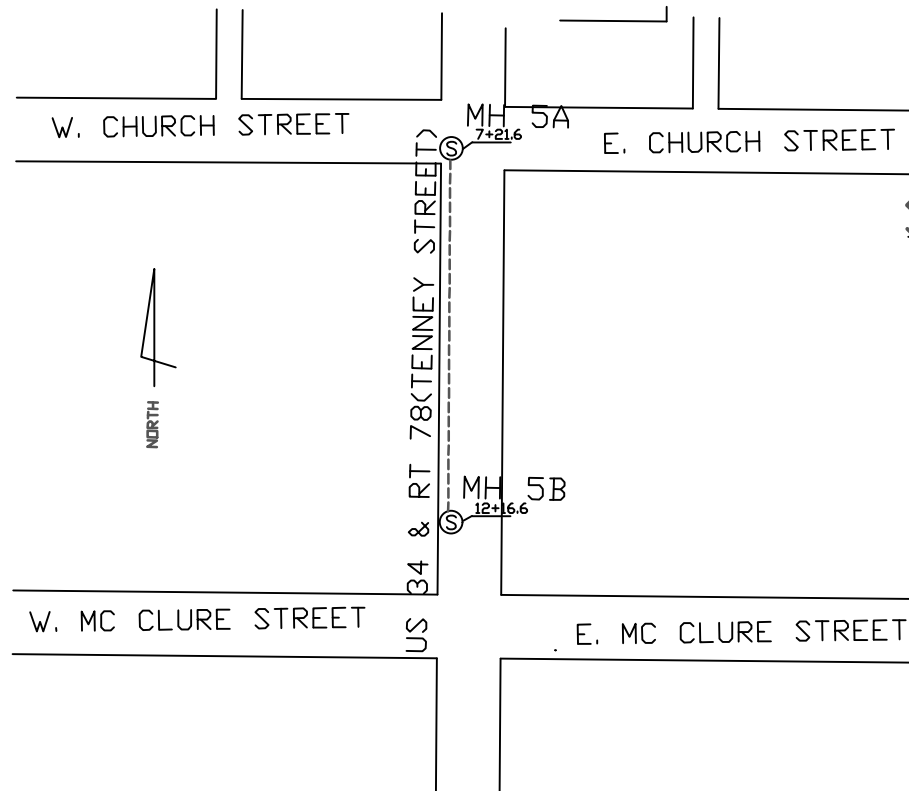 MH 5A
7+21.6
W. CHURCH STREET
E. CHURCH STREET
US 34 & RT 78(TENNEY STREET)
NORTH
MH 5B
12+16.6
W. MC CLURE STREET
E. MC CLURE STREET
S
S